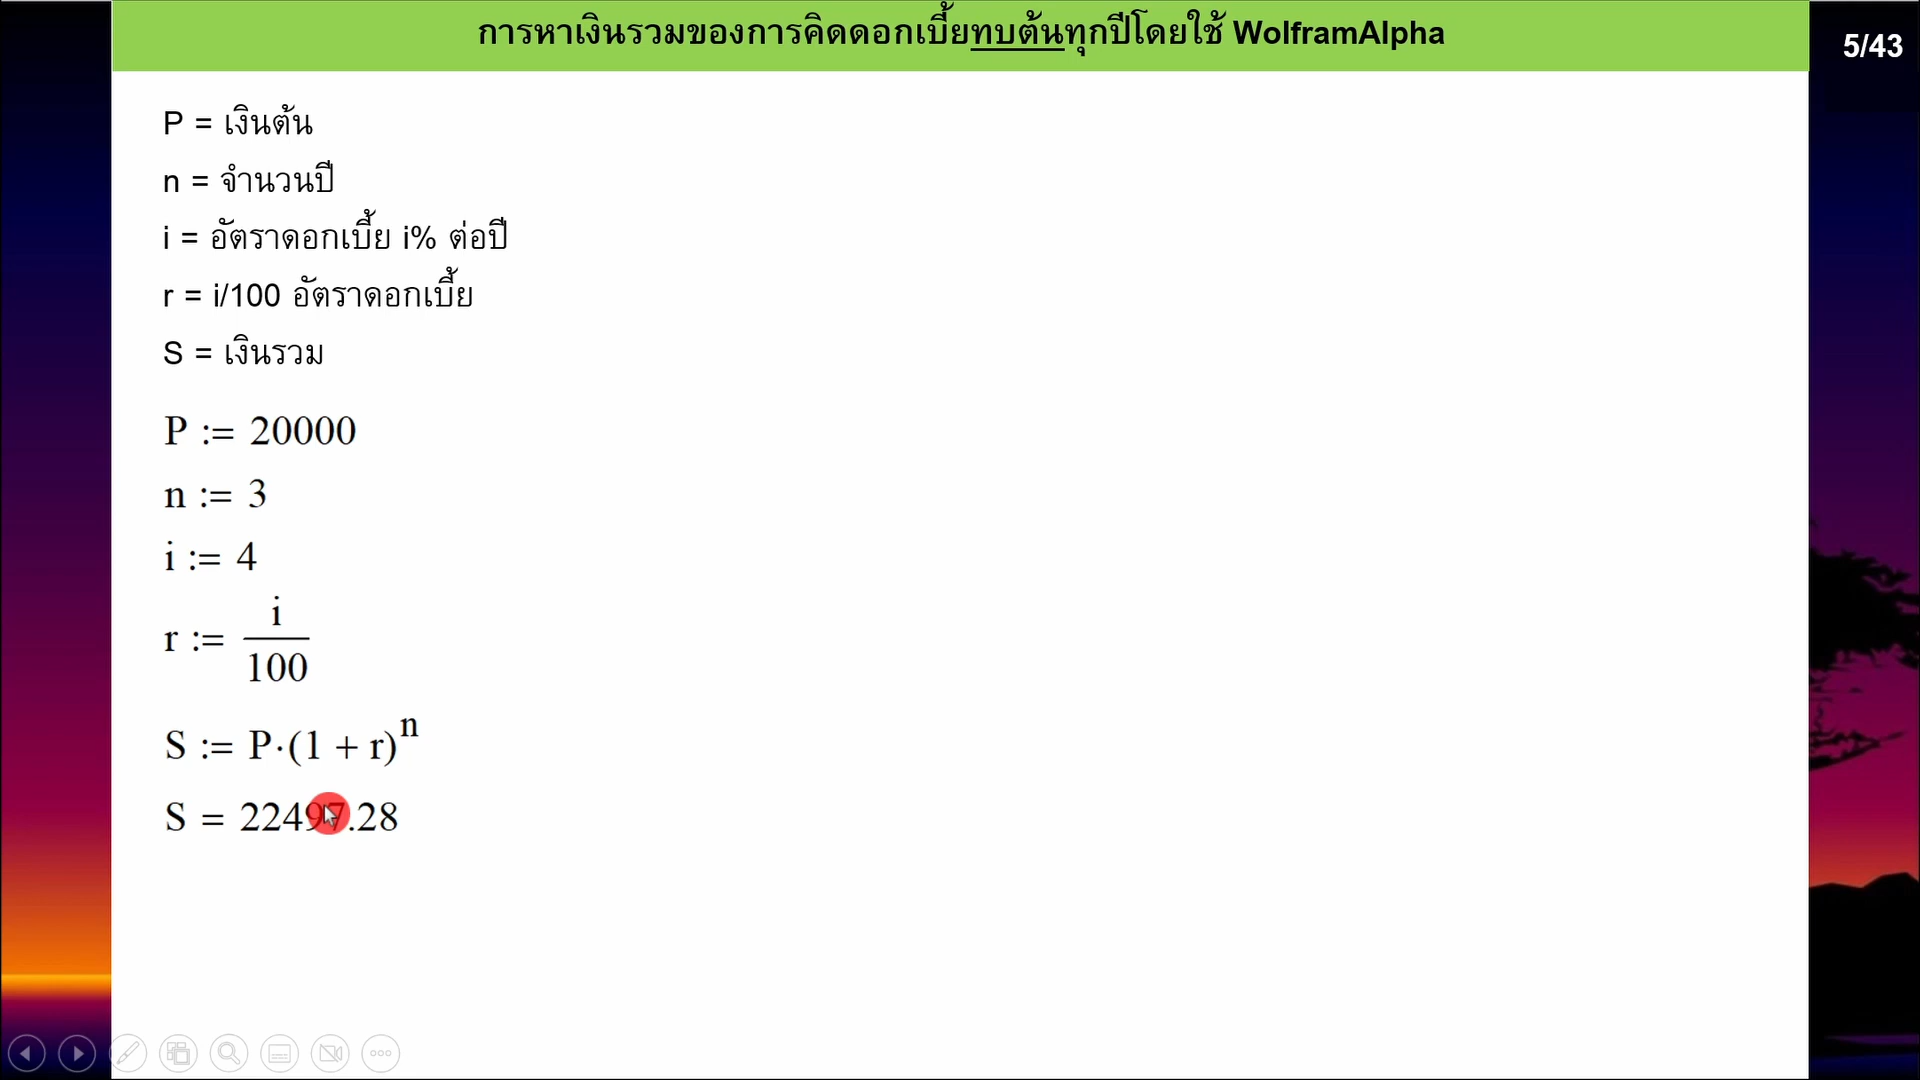 การหาเงินรวมของการคิดดอกเบี้ยทบต้นทุกปีโดยใช้ WolframAlpha
5/43
P = เงินต้น
n = จำนวนปี
i = อัตราดอกเบี้ย i% ต่อปี
r = i/100 อัตราดอกเบี้ย
S = เงินรวม
P := 20000
n := 3
i := 4
r := i/100
S := P·(1 + r)^n
S = 22497.28